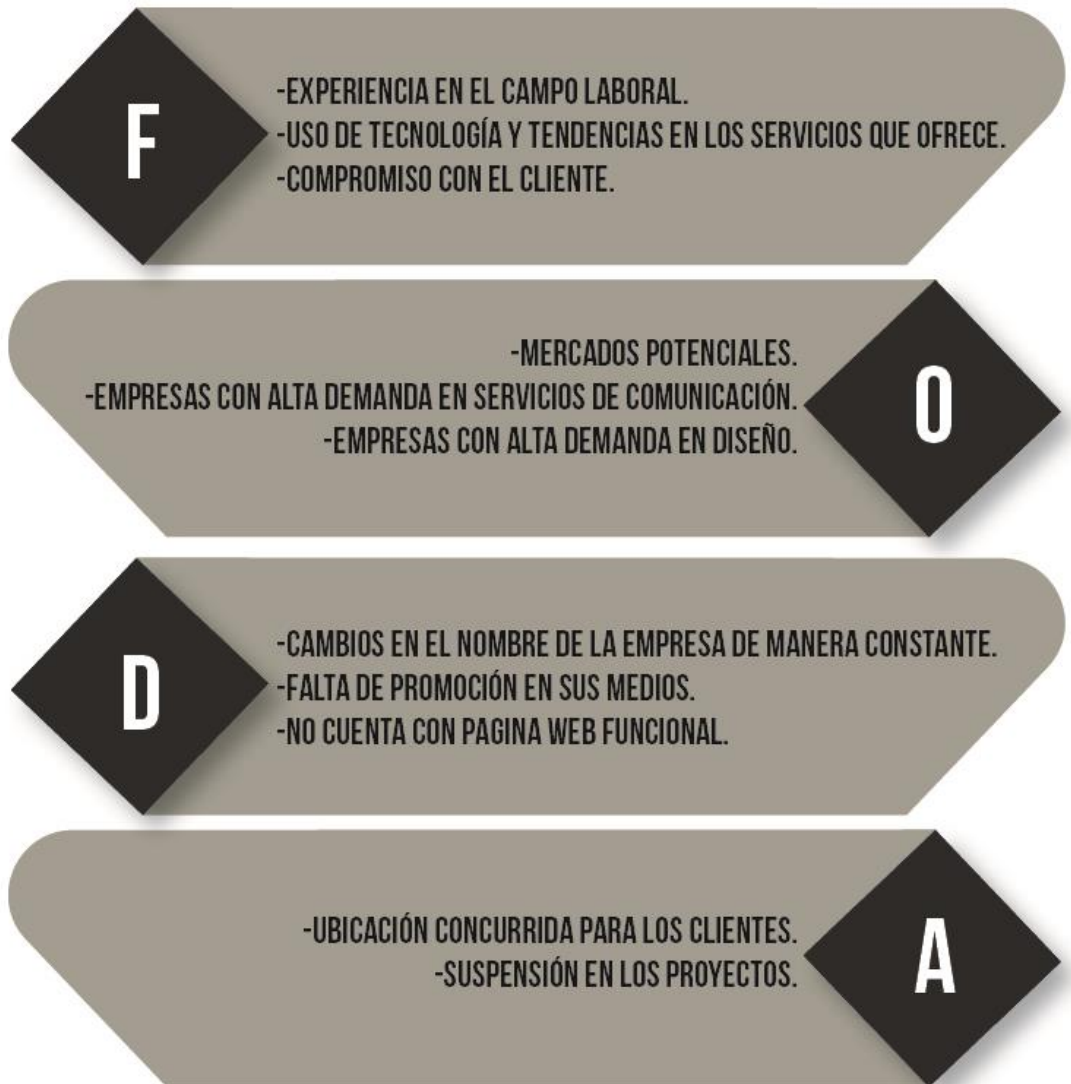 F
-EXPERIENCIA EN EL CAMPO LABORAL.
-USO DE TECNOLOGÍA Y TENDENCIAS EN LOS SERVICIOS QUE OFRECE.
-COMPROMISO CON EL CLIENTE.
-MERCADOS POTENCIALES.
-EMPRESAS CON ALTA DEMANDA EN SERVICIOS DE COMUNICACIÓN.
-EMPRESAS CON ALTA DEMANDA EN DISEÑO.
O
D
-CAMBIOS EN EL NOMBRE DE LA EMPRESA DE MANERA CONSTANTE.
-FALTA DE PROMOCIÓN EN SUS MEDIOS.
-NO CUENTA CON PAGINA WEB FUNCIONAL.
-UBICACIÓN CONCURRIDA PARA LOS CLIENTES.
-SUSPENSIÓN EN LOS PROYECTOS.
A